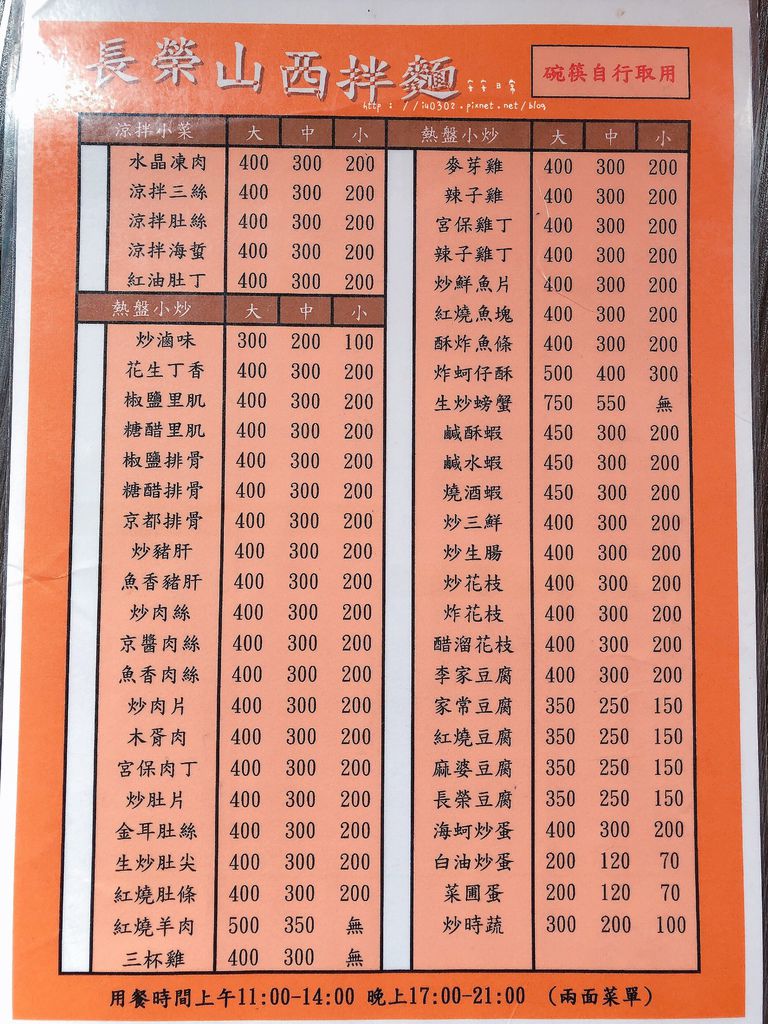 長榮山西拌麵
笑笑日常
http : //iu0302.pixnet.net/blog
碗筷自行取用
涼拌小菜 大 中 小
水晶凍肉 400 300 200
涼拌三絲 400 300 200
涼拌肚絲 400 300 200
涼拌海蜇 400 300 200
紅油肚丁 400 300 200
熱盤小炒 大 中 小
炒滷味 300 200 100
花生丁香 400 300 200
椒鹽里肌 400 300 200
糖醋里肌 400 300 200
椒鹽排骨 400 300 200
糖醋排骨 400 300 200
京都排骨 400 300 200
炒豬肝 400 300 200
魚香豬肝 400 300 200
炒肉絲 400 300 200
京醬肉絲 400 300 200
魚香肉絲 400 300 200
炒肉片 400 300 200
木胥肉 400 300 200
宮保肉丁 400 300 200
炒肚片 400 300 200
金耳肚絲 400 300 200
生炒肚尖 400 300 200
紅燒肚條 400 300 200
紅燒羊肉 500 350 無
三杯雞 400 300 無
熱盤小炒 大 中 小
麥芽雞 400 300 200
辣子雞 400 300 200
宮保雞丁 400 300 200
辣子雞丁 400 300 200
炒鮮魚片 400 300 200
紅燒魚塊 400 300 200
酥炸魚條 400 300 200
炸蚵仔酥 500 400 300
生炒螃蟹 750 550 無
鹹酥蝦 450 300 200
鹹水蝦 450 300 200
燒酒蝦 450 300 200
炒三鮮 400 300 200
炒生腸 400 300 200
炒花枝 400 300 200
炸花枝 400 300 200
醋溜花枝 400 300 200
李家豆腐 400 300 200
家常豆腐 350 250 150
紅燒豆腐 350 250 150
麻婆豆腐 350 250 150
長榮豆腐 350 250 150
海蚵炒蛋 400 300 200
白油炒蛋 200 120 70
菜圃蛋 200 120 70
炒時蔬 300 200 100
用餐時間上午11:00-14:00 晚上17:00-21:00 (兩面菜單)